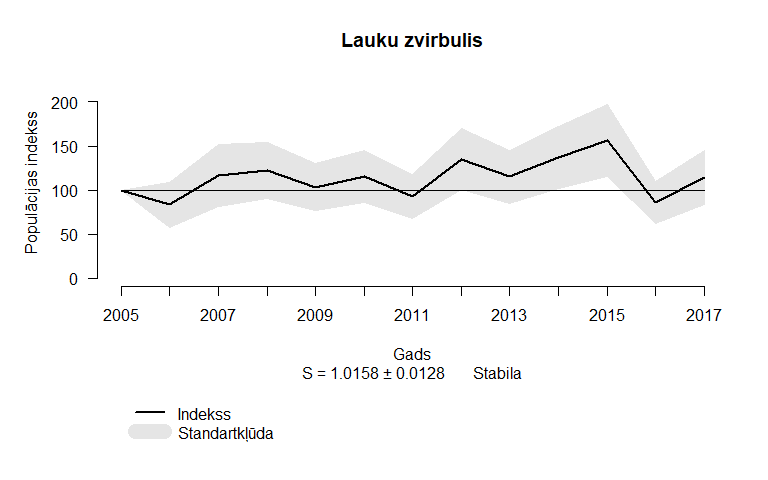 Lauku zvirbulis
Populācijas indekss
200
150
100
50
0
2005 2007 2009 2011 2013 2015 2017
Gads
S = 1.0158 ± 0.0128 Stabila
Indekss
Standartkļūda